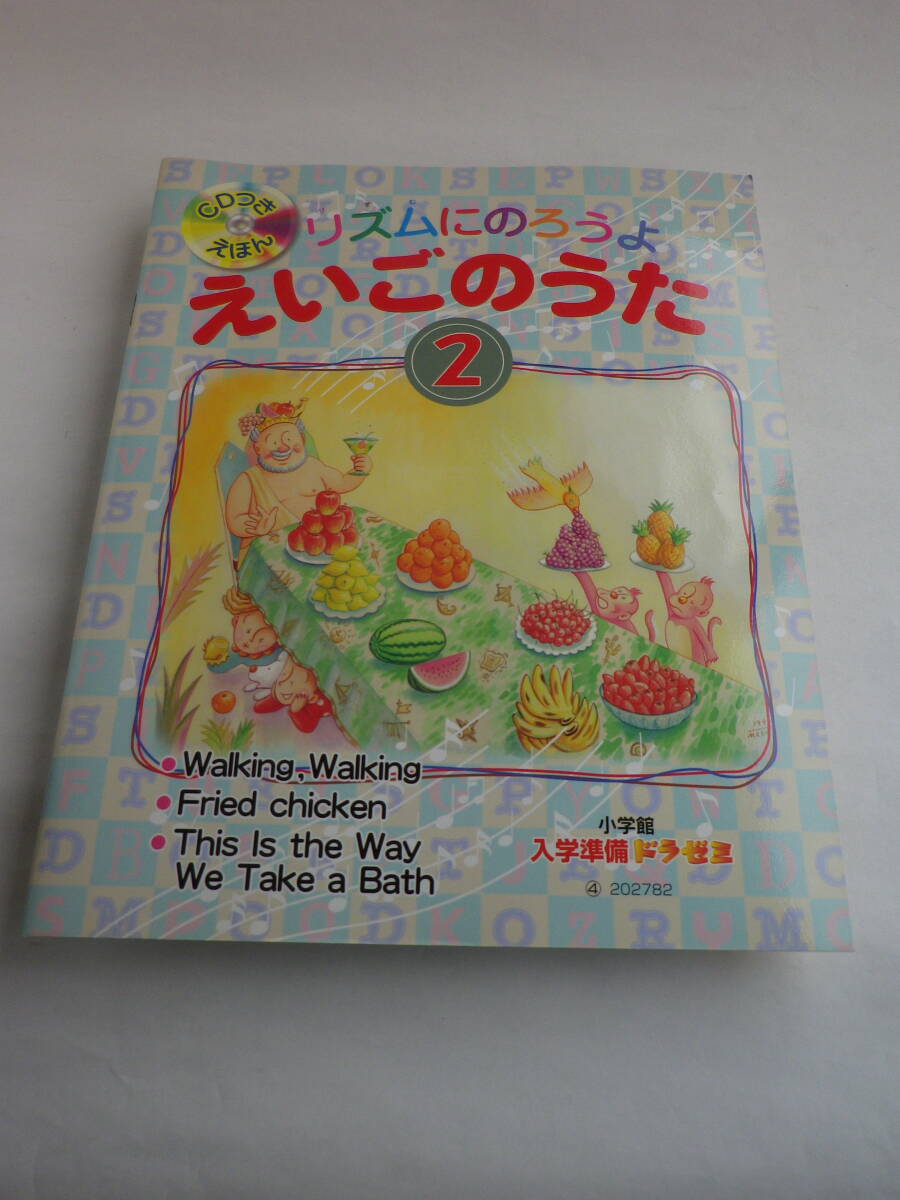 CDつき
えほん
リズムにのろうよ
えいごのうた
2
• Walking, Walking
• Fried chicken
• This Is the Way
We Take a Bath
小学館
入学準備ドラゼミ
④ 202782